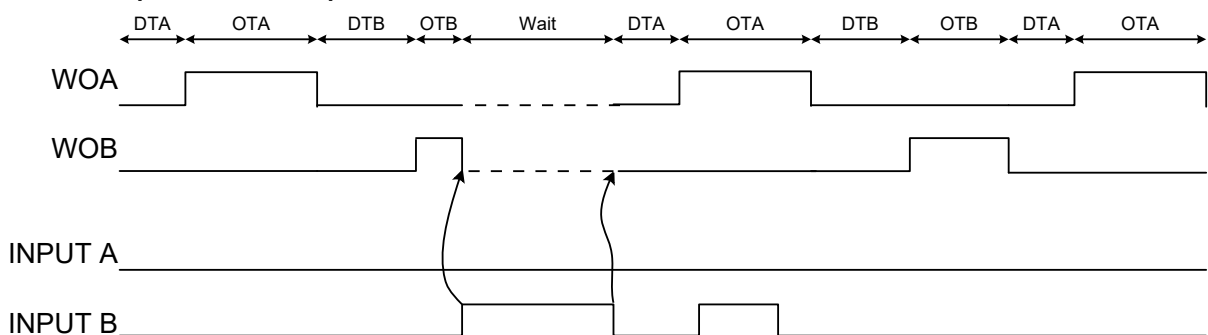 DTA OTA DTB OTB Wait DTA OTA DTB OTB DTA OTA
WOA
WOB
INPUT A
INPUT B